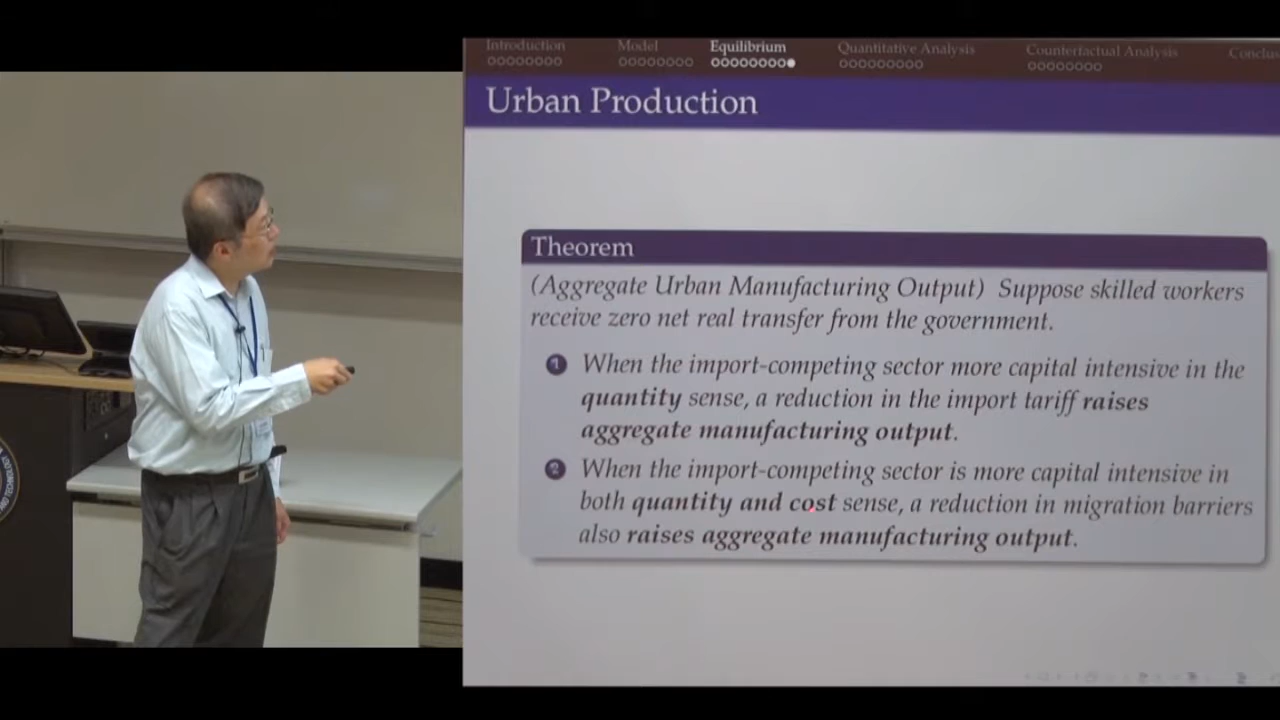 Introduction Model Equilibrium Quantitative Analysis Counterfactual Analysis
Urban Production
Theorem
(Aggregate Urban Manufacturing Output) Suppose skilled workers
receive zero net real transfer from the government.
1 When the import-competing sector more capital intensive in the
quantity sense, a reduction in the import tariff raises
aggregate manufacturing output.
2 When the import-competing sector is more capital intensive in
both quantity and cost sense, a reduction in migration barriers
also raises aggregate manufacturing output.